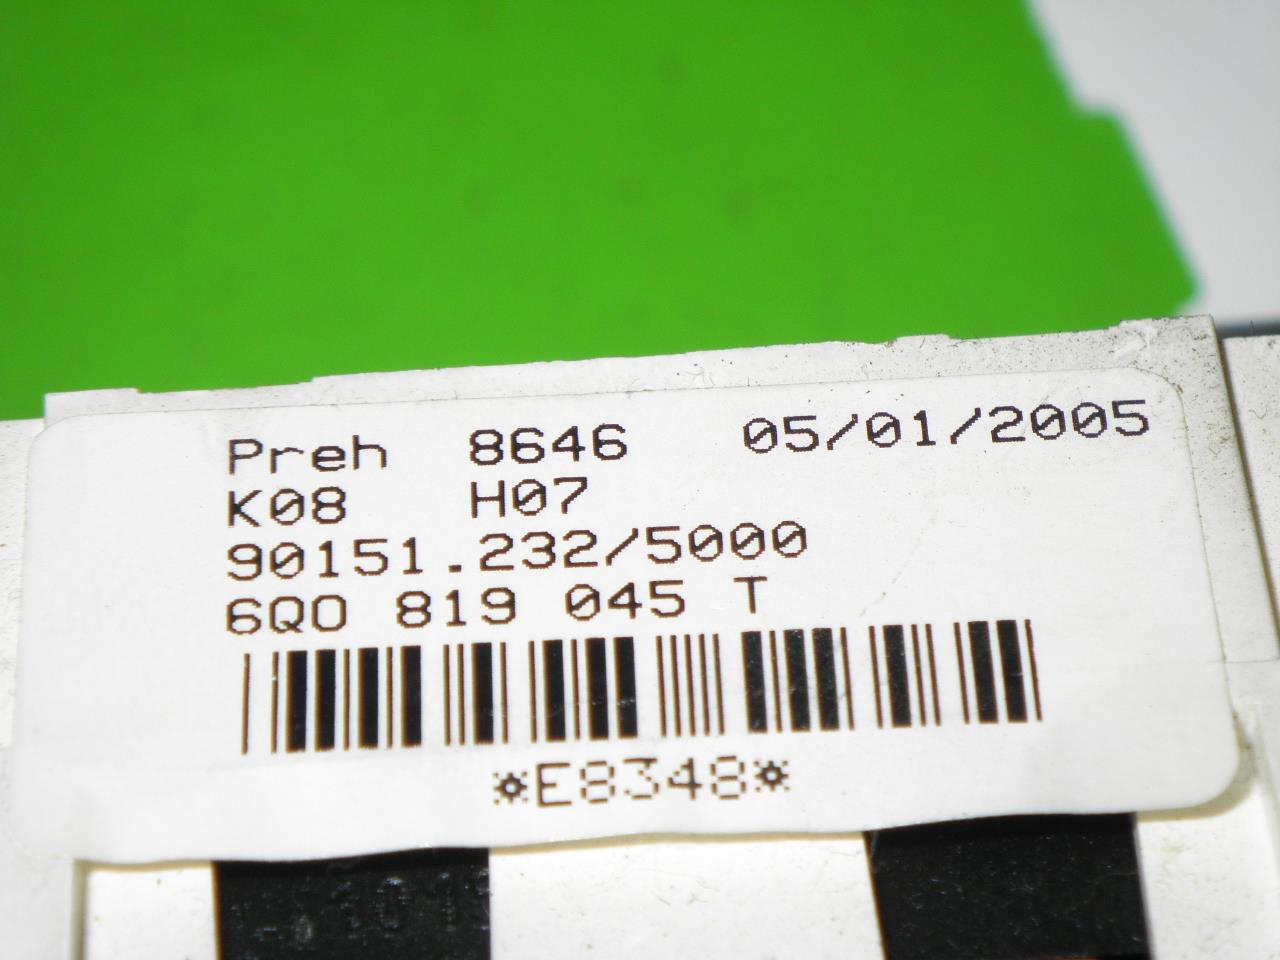 Preh 8646 05/01/2005
K08 H07
90151.232/5000
6Q0 819 045 T
*E8348*